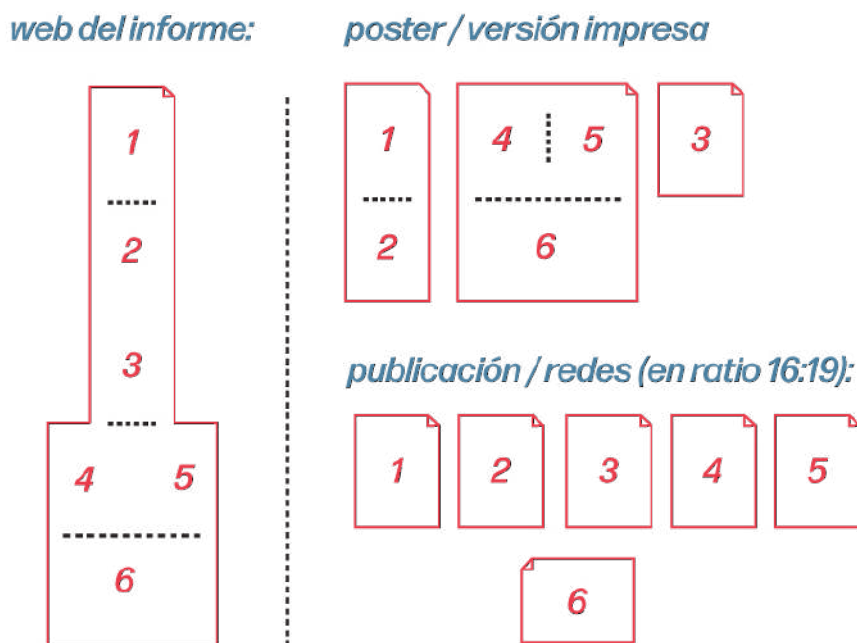 web del informe:
1
2
3
4 5
6
poster / versión impresa
1
2
4 5
6
3
publicación / redes (en ratio 16:19):
1 2 3 4 5
6